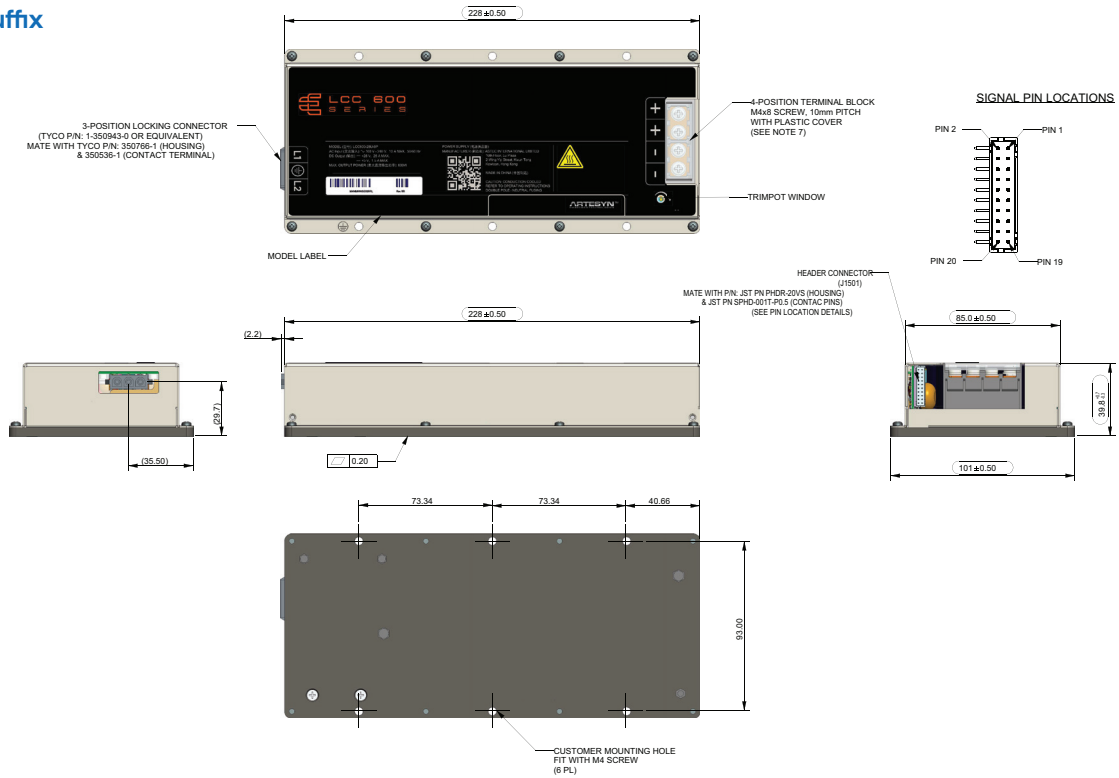 uffix
228±0.50
LCC 600
SERIES
3-POSITION LOCKING CONNECTOR
(TYCO P/N: 1-350943-0 OR EQUIVALENT)
MATE WITH TYCO P/N: 350766-1 (HOUSING)
& 350536-1 (CONTACT TERMINAL)
L1
L2
+
+
-
-
4-POSITION TERMINAL BLOCK
M4x8 SCREW, 10mm PITCH
WITH PLASTIC COVER
(SEE NOTE 7)
ARTESYN™
TRIMPOT WINDOW
MODEL LABEL
SIGNAL PIN LOCATIONS
PIN 2
PIN 1
PIN 20
PIN 19
HEADER CONNECTOR
(J1501)
MATE WITH P/N: JST PN PHDR-20VS (HOUSING)
& JST PN SPHD-001T-P0.5 (CONTAC PINS)
(SEE PIN LOCATION DETAILS)
228±0.50
(2.2)
85.0±0.50
(29.7)
(35.50)
0.20
39.8
101±0.50
73.34
73.34
40.66
93.00
CUSTOMER MOUNTING HOLE
FIT WITH M4 SCREW
(6 PL)